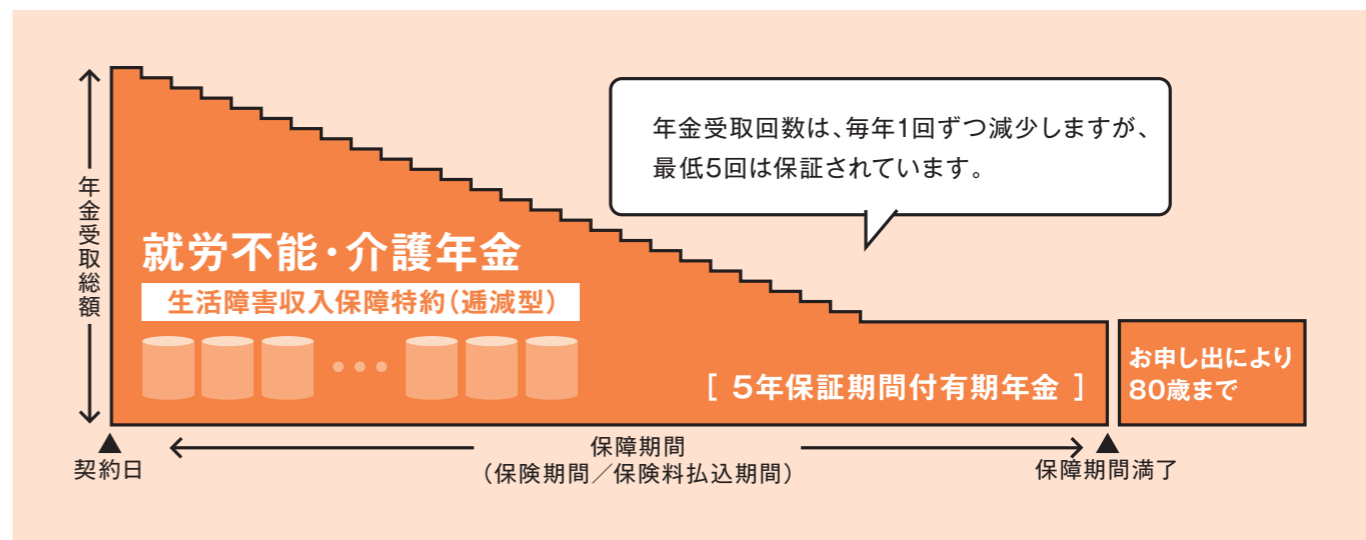 年金受取回数は、毎年1回ずつ減少しますが、
最低5回は保証されています。
年金受取総額
就労不能・介護年金
生活障害収入保障特約(逓減型)
[ 5年保証期間付有期年金 ]
お申し出により
80歳まで
契約日
保障期間
(保険期間／保険料払込期間)
保障期間満了